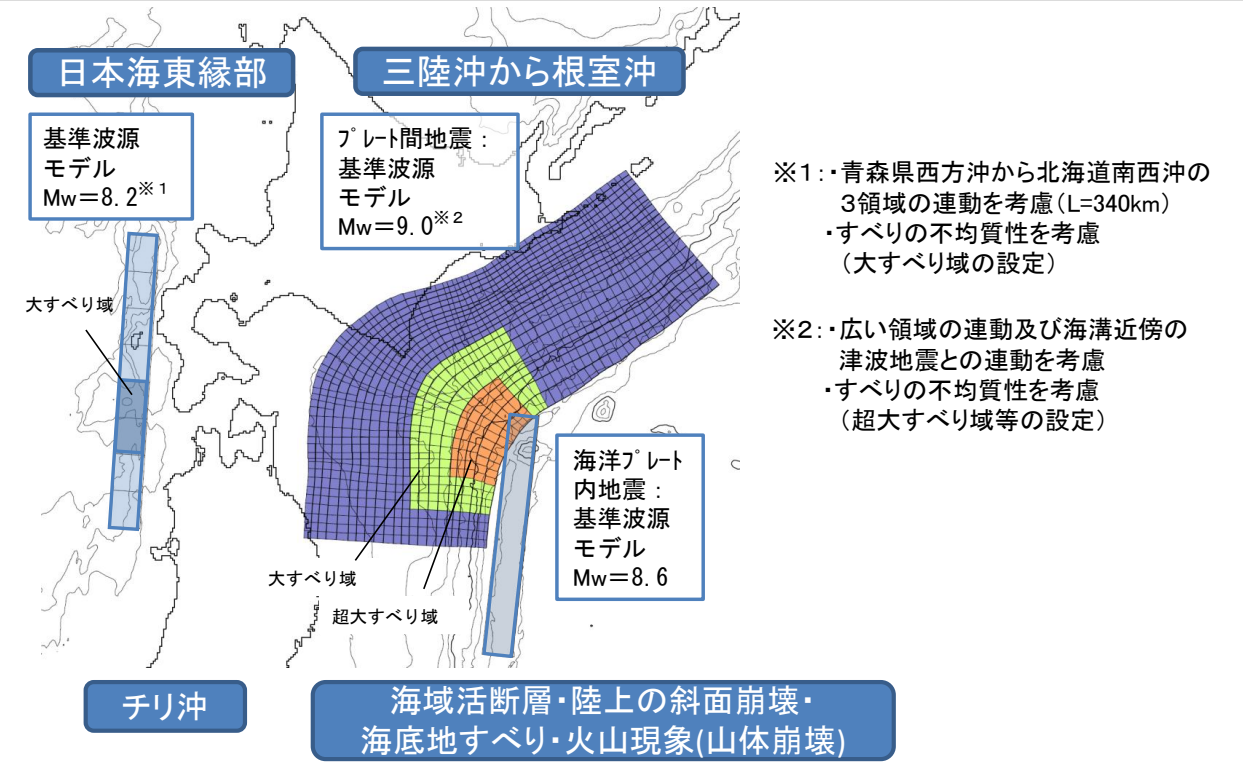 日本海東縁部
三陸沖から根室沖
基準波源
モデル
Mw=8.2※1
プレート間地震：
基準波源
モデル
Mw=9.0※2
大すべり域
海洋プレート
内地震：
基準波源
モデル
Mw=8.6
大すべり域
超大すべり域
チリ沖
海域活断層・陸上の斜面崩壊・
海底地すべり・火山現象(山体崩壊)
※１：・青森県西方沖から北海道南西沖の
３領域の連動を考慮（L=340km）
・すべりの不均質性を考慮
（大すべり域の設定）
※２：・広い領域の連動及び海溝近傍の
津波地震との連動を考慮
・すべりの不均質性を考慮
（超大すべり域等の設定）